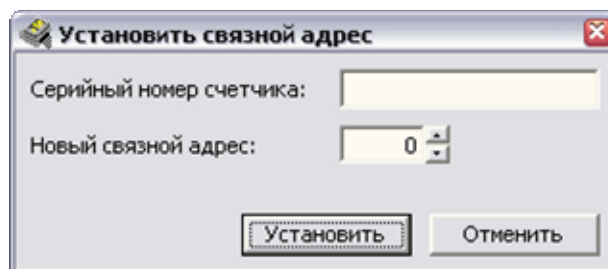 Установить связной адрес
Серийный номер счетчика:
Новый связной адрес: 0
Установить Отменить